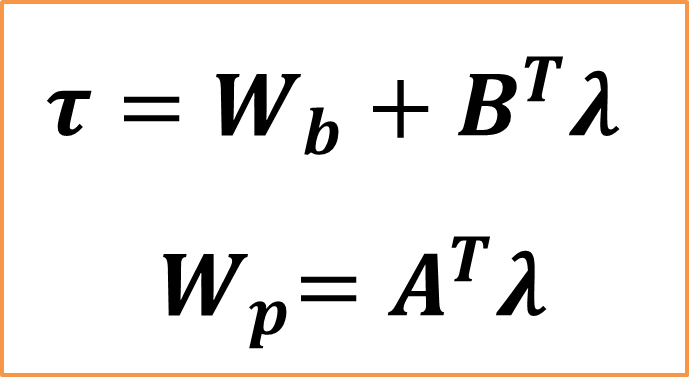 τ = W_b + B^T λ
W_p = A^T λ